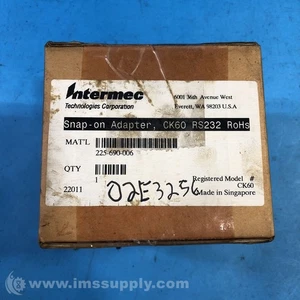 Intermec
Technologies Corporation
6001 36th Avenue West
Everett, WA 98203 U.S.A
Snap-on Adapter, CK60 RS232 RoHs
MAT'L
225-690-006
QTY
1
22011
02E3256
Registered Model #
CK60
Made in Singapore
© www.imssupply.com